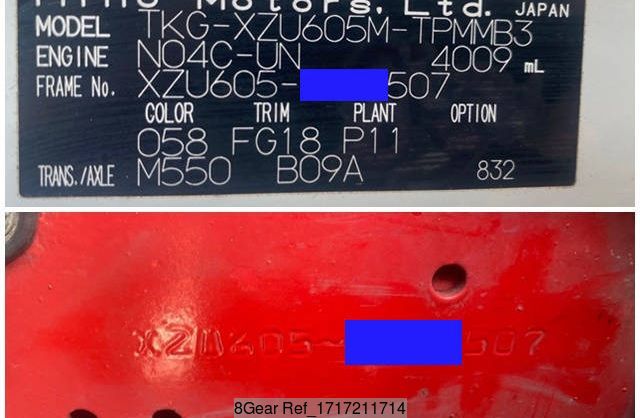 Hino Motors, Ltd. JAPAN
MODEL TKG-XZU605M-TPMMB3
ENGINE N04C-UN 4009 mL
FRAME No. XZU605- 507
COLOR TRIM PLANT OPTION
058 FG18 P11
TRANS./AXLE M550 B09A 832
XZU605- 507
8Gear Ref_1717211714